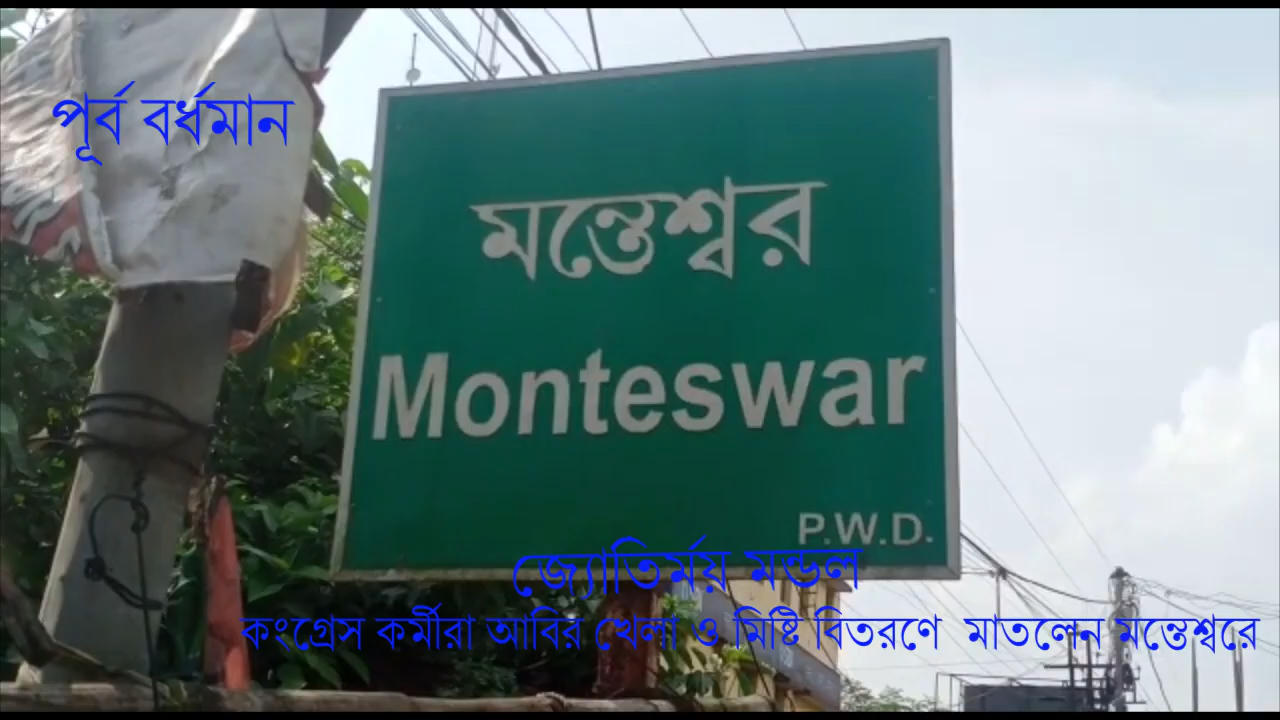 পূর্ব বর্ধমান
মন্তেশ্বর
Monteswar
P.W.D.
জ্যোতির্ময় মন্ডল
কংগ্রেস কর্মীরা আবির খেলা ও মিষ্টি বিতরণে মাতলেন মন্তেশ্বরে